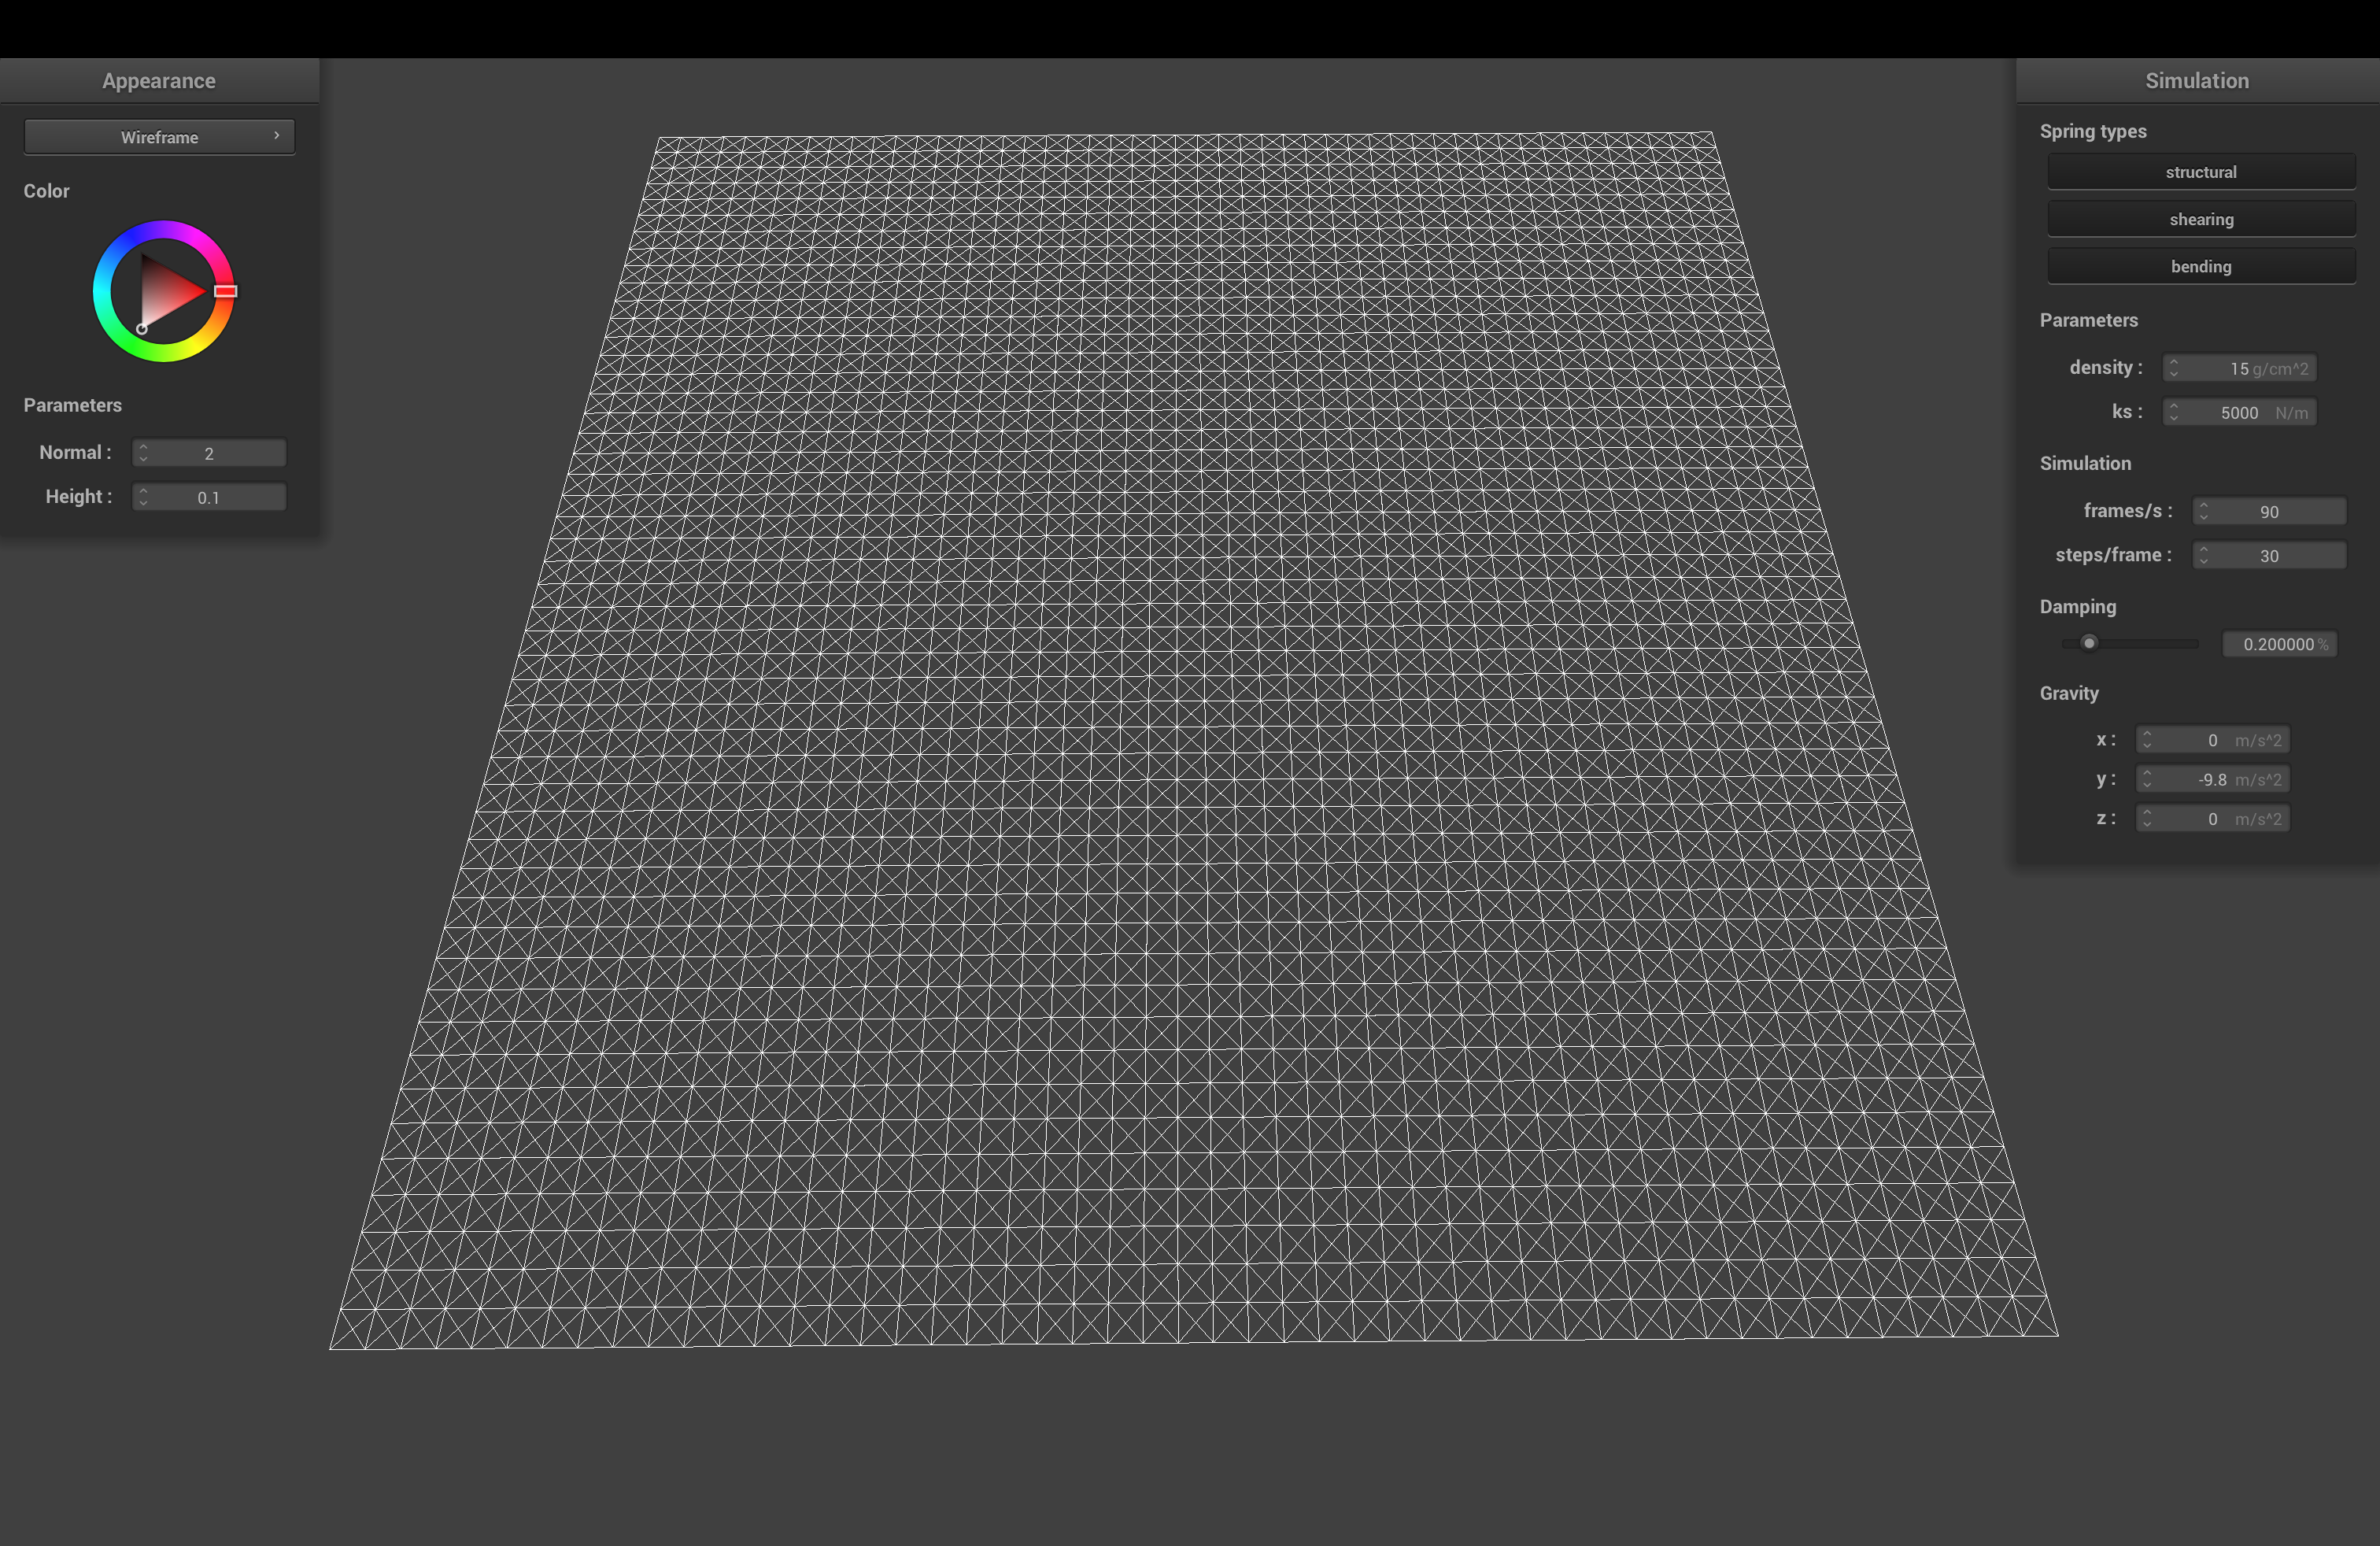 Appearance
Wireframe
Color
Parameters
Normal : 2
Height : 0.1
Simulation
Spring types
structural
shearing
bending
Parameters
density : 15 g/cm^2
ks : 5000 N/m
Simulation
frames/s : 90
steps/frame : 30
Damping
0.200000 %
Gravity
x : 0 m/s^2
y : -9.8 m/s^2
z : 0 m/s^2